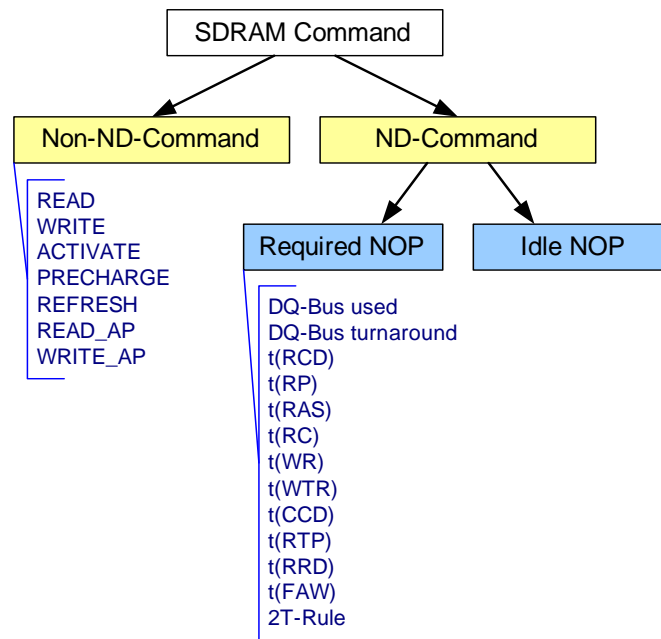 SDRAM Command
Non-ND-Command
ND-Command
READ
WRITE
ACTIVATE
PRECHARGE
REFRESH
READ_AP
WRITE_AP
Required NOP
Idle NOP
DQ-Bus used
DQ-Bus turnaround
t(RCD)
t(RP)
t(RAS)
t(RC)
t(WR)
t(WTR)
t(CCD)
t(RTP)
t(RRD)
t(FAW)
2T-Rule